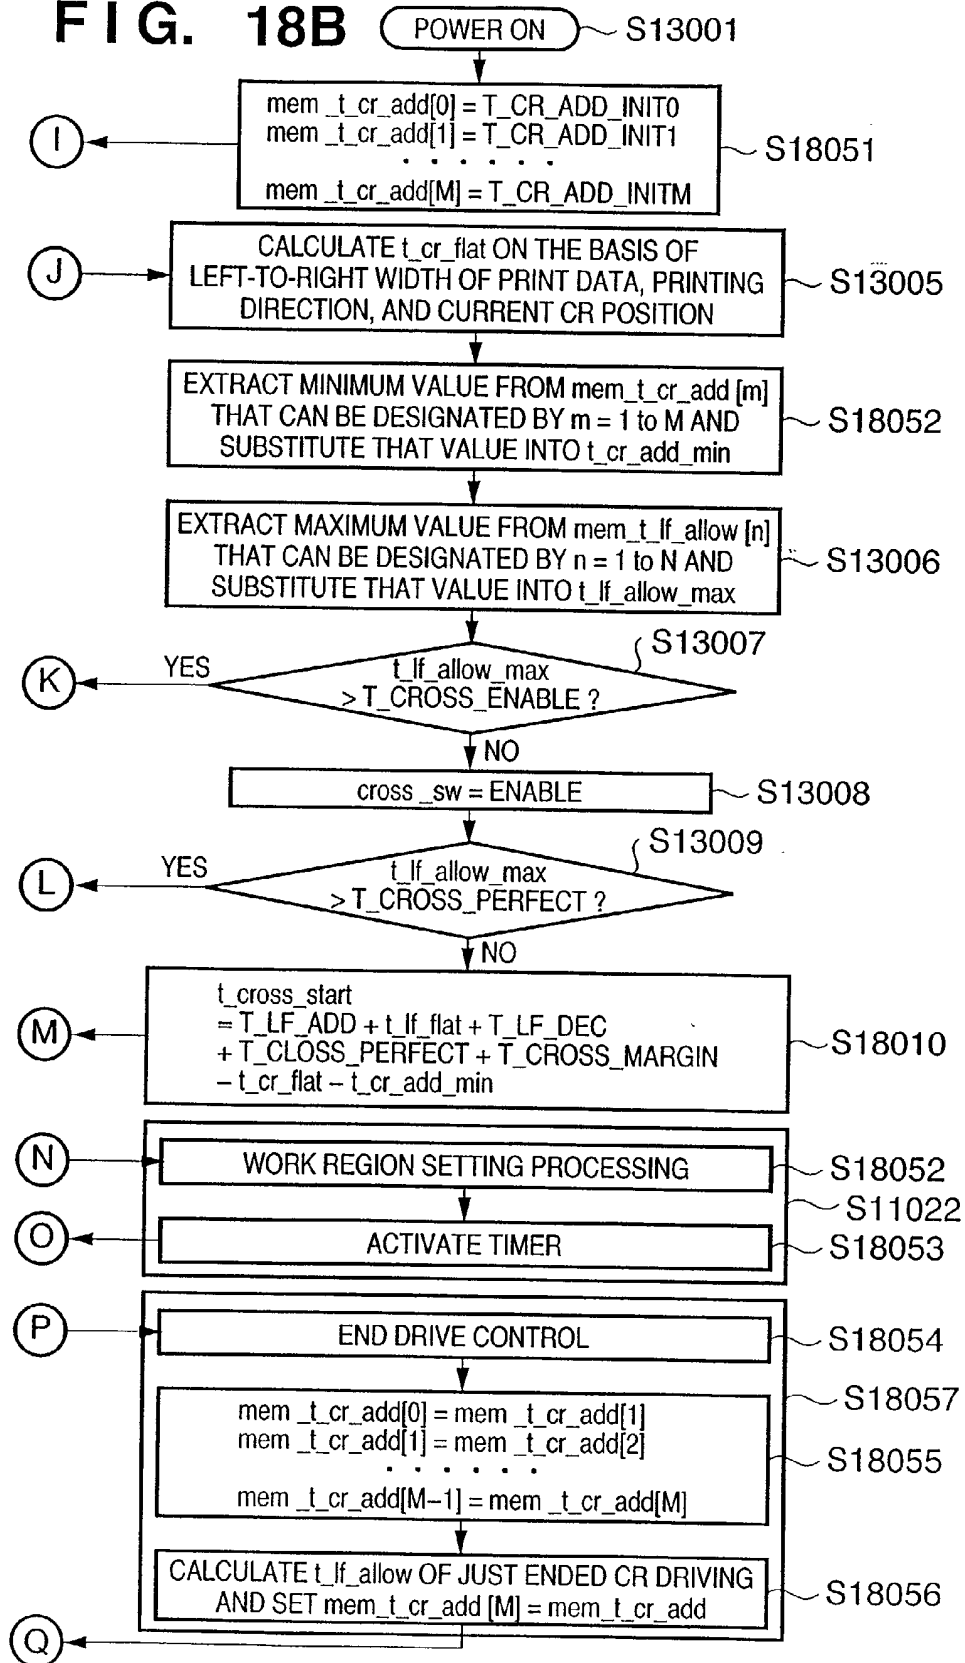 FIG. 18B
POWER ON
S13001
mem_t_cr_add[0] = T_CR_ADD_INIT0
mem_t_cr_add[1] = T_CR_ADD_INIT1
. . . . . .
mem_t_cr_add[M] = T_CR_ADD_INITM
I
S18051
J
CALCULATE t_cr_flat ON THE BASIS OF
LEFT-TO-RIGHT WIDTH OF PRINT DATA, PRINTING
DIRECTION, AND CURRENT CR POSITION
S13005
EXTRACT MINIMUM VALUE FROM mem_t_cr_add [m]
THAT CAN BE DESIGNATED BY m = 1 to M AND
SUBSTITUTE THAT VALUE INTO t_cr_add_min
S18052
EXTRACT MAXIMUM VALUE FROM mem_t_lf_allow [n]
THAT CAN BE DESIGNATED BY n = 1 to N AND
SUBSTITUTE THAT VALUE INTO t_lf_allow_max
S13006
S13007
K
YES
t_lf_allow_max
> T_CROSS_ENABLE ?
NO
cross_sw = ENABLE
S13008
S13009
L
YES
t_lf_allow_max
> T_CROSS_PERFECT ?
NO
t_cross_start
= T_LF_ADD + t_lf_flat + T_LF_DEC
+ T_CLOSS_PERFECT + T_CROSS_MARGIN
– t_cr_flat – t_cr_add_min
M
S18010
N
WORK REGION SETTING PROCESSING
S18052
S11022
O
ACTIVATE TIMER
S18053
P
END DRIVE CONTROL
S18054
S18057
mem_t_cr_add[0] = mem_t_cr_add[1]
mem_t_cr_add[1] = mem_t_cr_add[2]
. . . . . .
mem_t_cr_add[M–1] = mem_t_cr_add[M]
S18055
CALCULATE t_lf_allow OF JUST ENDED CR DRIVING
AND SET mem_t_cr_add [M] = mem_t_cr_add
S18056
Q